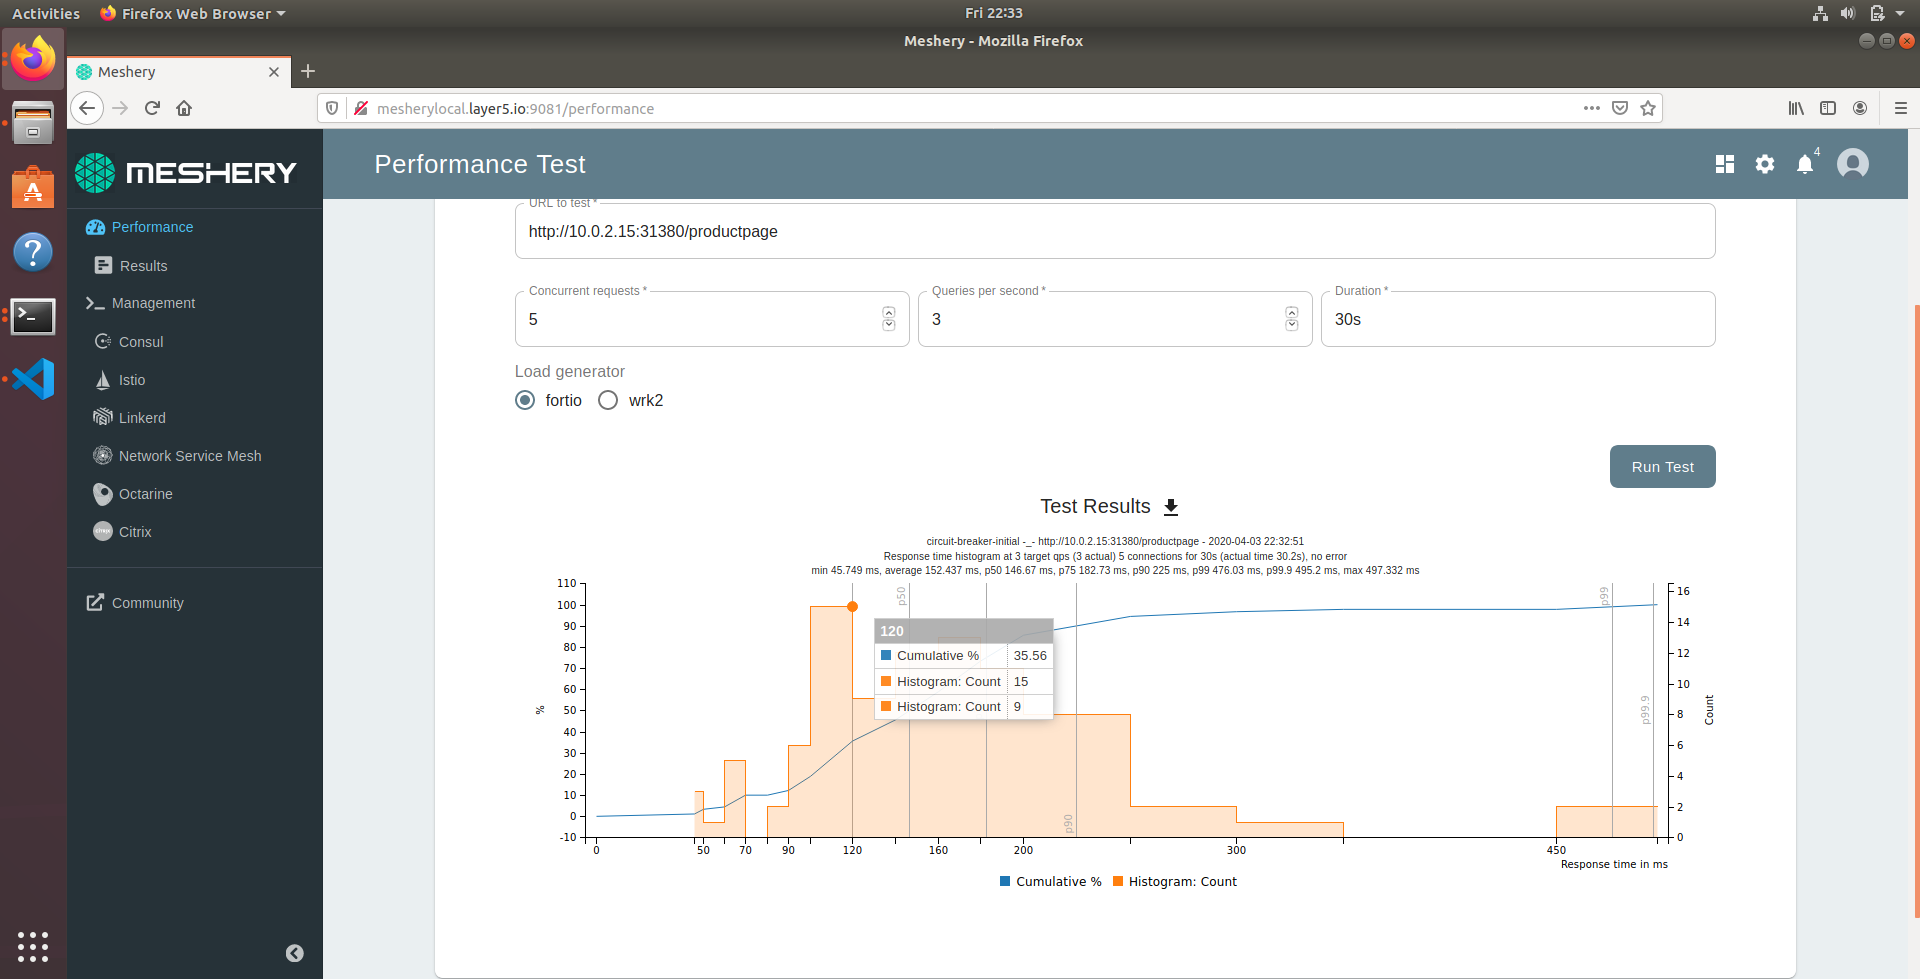 Activities
Firefox Web Browser
Fri 22:33
Meshery - Mozilla Firefox
Meshery
mesherylocal.layer5.io:9081/performance
MESHERY
Performance
Results
Management
Consul
Istio
Linkerd
Network Service Mesh
Octarine
Citrix
Community
Performance Test
4
URL to test *
http://10.0.2.15:31380/productpage
Concurrent requests *
5
Queries per second *
3
Duration *
30s
Load generator
fortio
wrk2
Run Test
Test Results
circuit-breaker-initial -_- http://10.0.2.15:31380/productpage - 2020-04-03 22:32:51
Response time histogram at 3 target qps (3 actual) 5 connections for 30s (actual time 30.2s), no error
min 45.749 ms, average 152.437 ms, p50 146.67 ms, p75 182.73 ms, p90 225 ms, p99 476.03 ms, p99.9 495.2 ms, max 497.332 ms
110
100
90
80
70
60
50
40
30
20
10
0
-10
%
p50
p90
p99
p99.9
120
Cumulative % 35.56
Histogram: Count 15
Histogram: Count 9
16
14
12
10
8
6
4
2
0
Count
0 50 70 90 120 160 200 300 450
Response time in ms
Cumulative % Histogram: Count